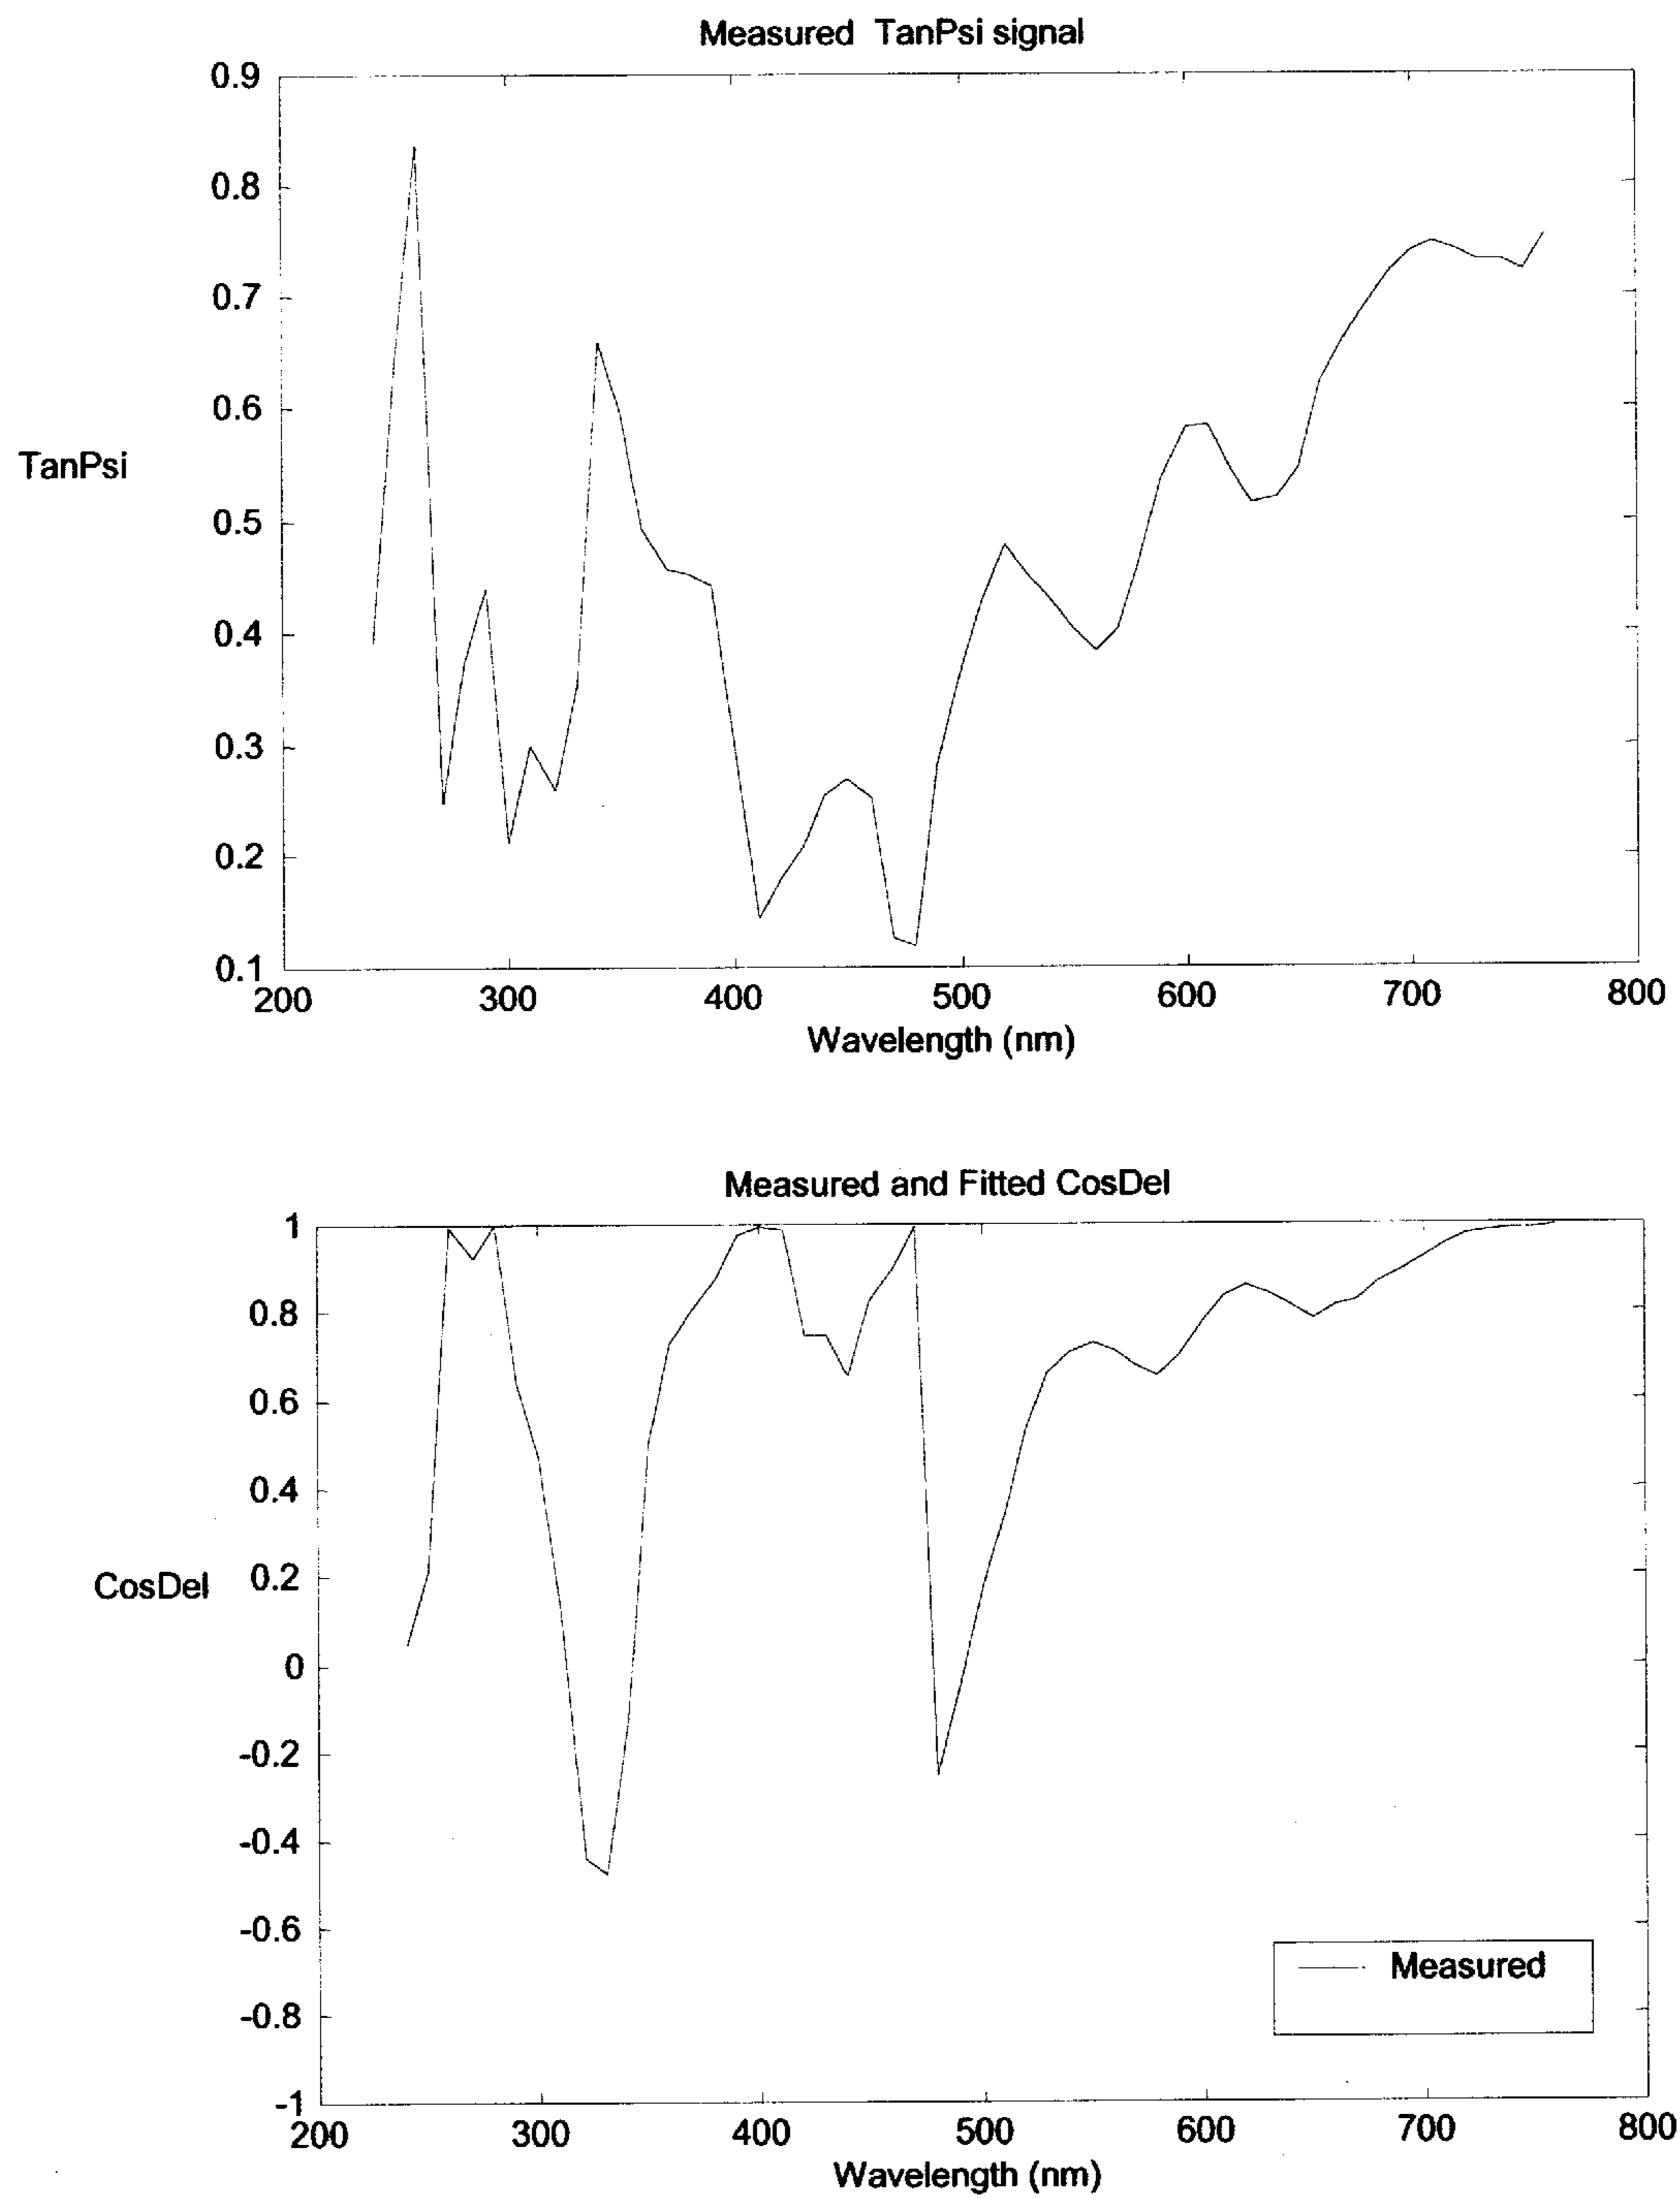 Measured TanPsi signal
0.9
0.8
0.7
0.6
TanPsi
0.5
0.4
0.3
0.2
0.1
200 300 400 500 600 700 800
Wavelength (nm)
Measured and Fitted CosDel
1
0.8
0.6
0.4
CosDel 0.2
0
-0.2
-0.4
-0.6
Measured
-0.8
-1
200 300 400 500 600 700 800
Wavelength (nm)